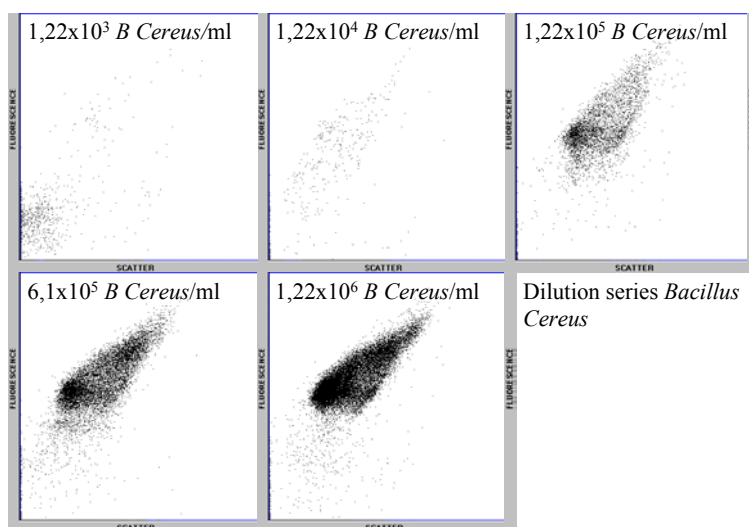 1,22x10³ B Cereus/ml
1,22x10⁴ B Cereus/ml
1,22x10⁵ B Cereus/ml
FLUORESCENCE
FLUORESCENCE
FLUORESCENCE
SCATTER
SCATTER
SCATTER
6,1x10⁵ B Cereus/ml
1,22x10⁶ B Cereus/ml
Dilution series Bacillus
Cereus
FLUORESCENCE
FLUORESCENCE
FLUORESCENCE
SCATTER
SCATTER